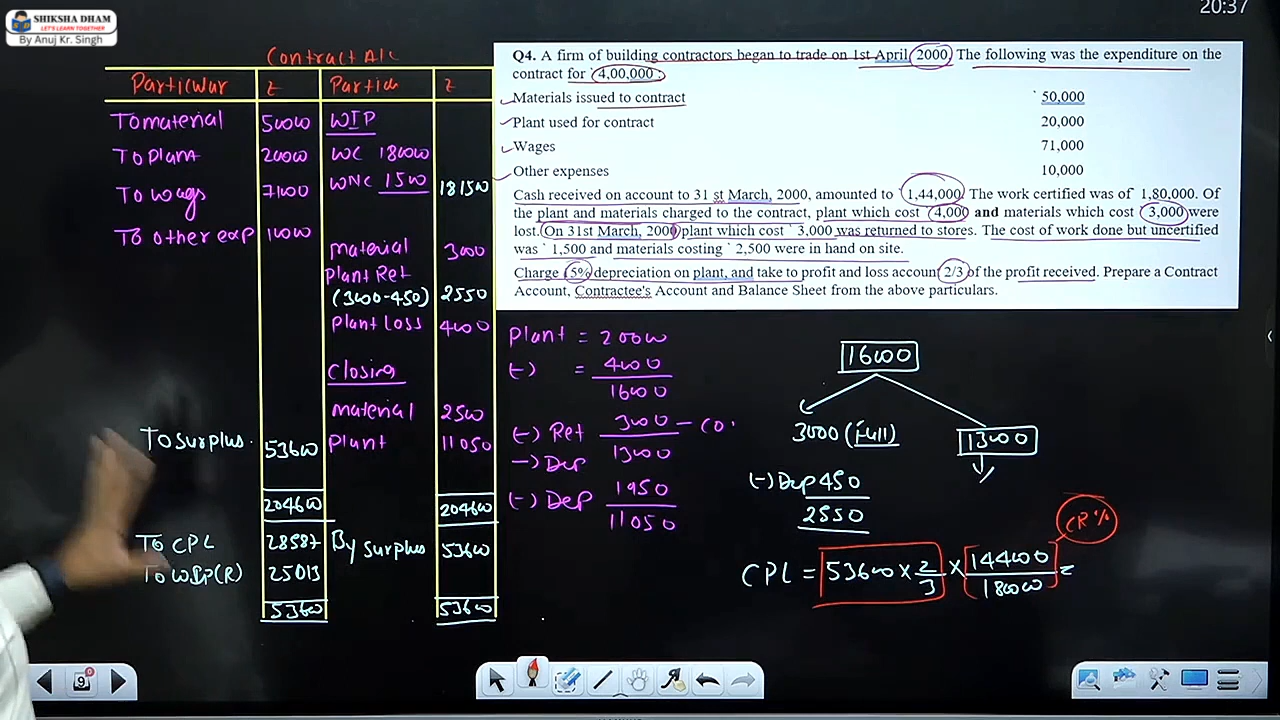 20:37
SHIKSHA DHAM
LET'S LEARN TOGETHER
By Anuj Kr. Singh
Contract A/c
Particular ₹ Partich ₹
To material 50000 WIP
To plant 20000 WC 180000
To wags 71000 WNC 1500 181500
To other exp 10000
Material 3000
Plant Ret
(3000-450) 2550
Plant Loss 4000
Closing
Material 2500
To surplus. 53600 Plant 11050
204600 204600
To CPL 28587 By surplus 53600
To WIP(R) 25013
53600 53600
Q4. A firm of building contractors began to trade on 1st April, 2000. The following was the expenditure on the
contract for ` 4,00,000 :
Materials issued to contract ` 50,000
Plant used for contract 20,000
Wages 71,000
Other expenses 10,000
Cash received on account to 31 st March, 2000, amounted to ` 1,44,000. The work certified was of 1,80,000. Of
the plant and materials charged to the contract, plant which cost ` 4,000 and materials which cost ` 3,000 were
lost. On 31st March, 2000 plant which cost ` 3,000 was returned to stores. The cost of work done but uncertified
was ` 1,500 and materials costing ` 2,500 were in hand on site.
Charge 15% depreciation on plant, and take to profit and loss account 2/3 of the profit received. Prepare a Contract
Account, Contractee's Account and Balance Sheet from the above particulars.
Plant = 20000
(-) = 4000
16000
(-) Ret 3000 - CO.
-) Dep 13000
(-) Dep 1950
11050
16000
3000 (Full) 13000
(-) Dep 450
2550
CR%
CPL = 53600 × 2/3 × 144000/180000 =
9